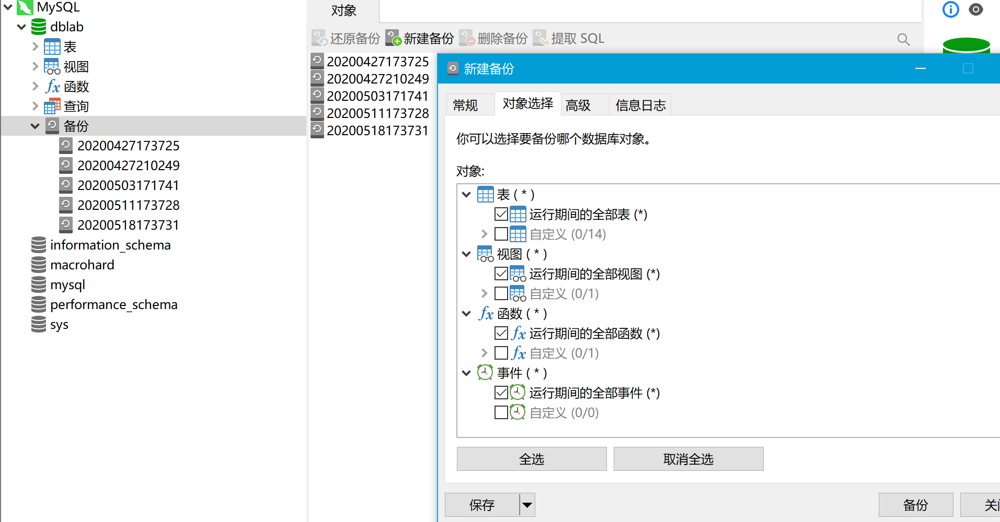 MySQL
dblab
表
视图
函数
查询
备份
20200427173725
20200427210249
20200503171741
20200511173728
20200518173731
information_schema
macrohard
mysql
performance_schema
sys
对象
还原备份 新建备份 删除备份 提取 SQL
20200427173725
20200427210249
20200503171741
20200511173728
20200518173731
新建备份
常规 对象选择 高级 信息日志
你可以选择要备份哪个数据库对象。
对象:
表 ( * )
运行期间的全部表 (*)
自定义 (0/14)
视图 ( * )
运行期间的全部视图 (*)
自定义 (0/1)
函数 ( * )
运行期间的全部函数 (*)
自定义 (0/1)
事件 ( * )
运行期间的全部事件 (*)
自定义 (0/0)
全选 取消全选
保存 备份 关